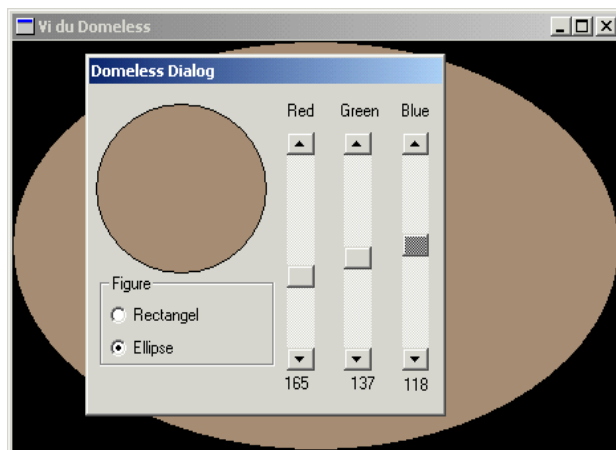 Vi du Domeless
Domeless Dialog
Red Green Blue
Figure
Rectangel
Ellipse
165 137 118